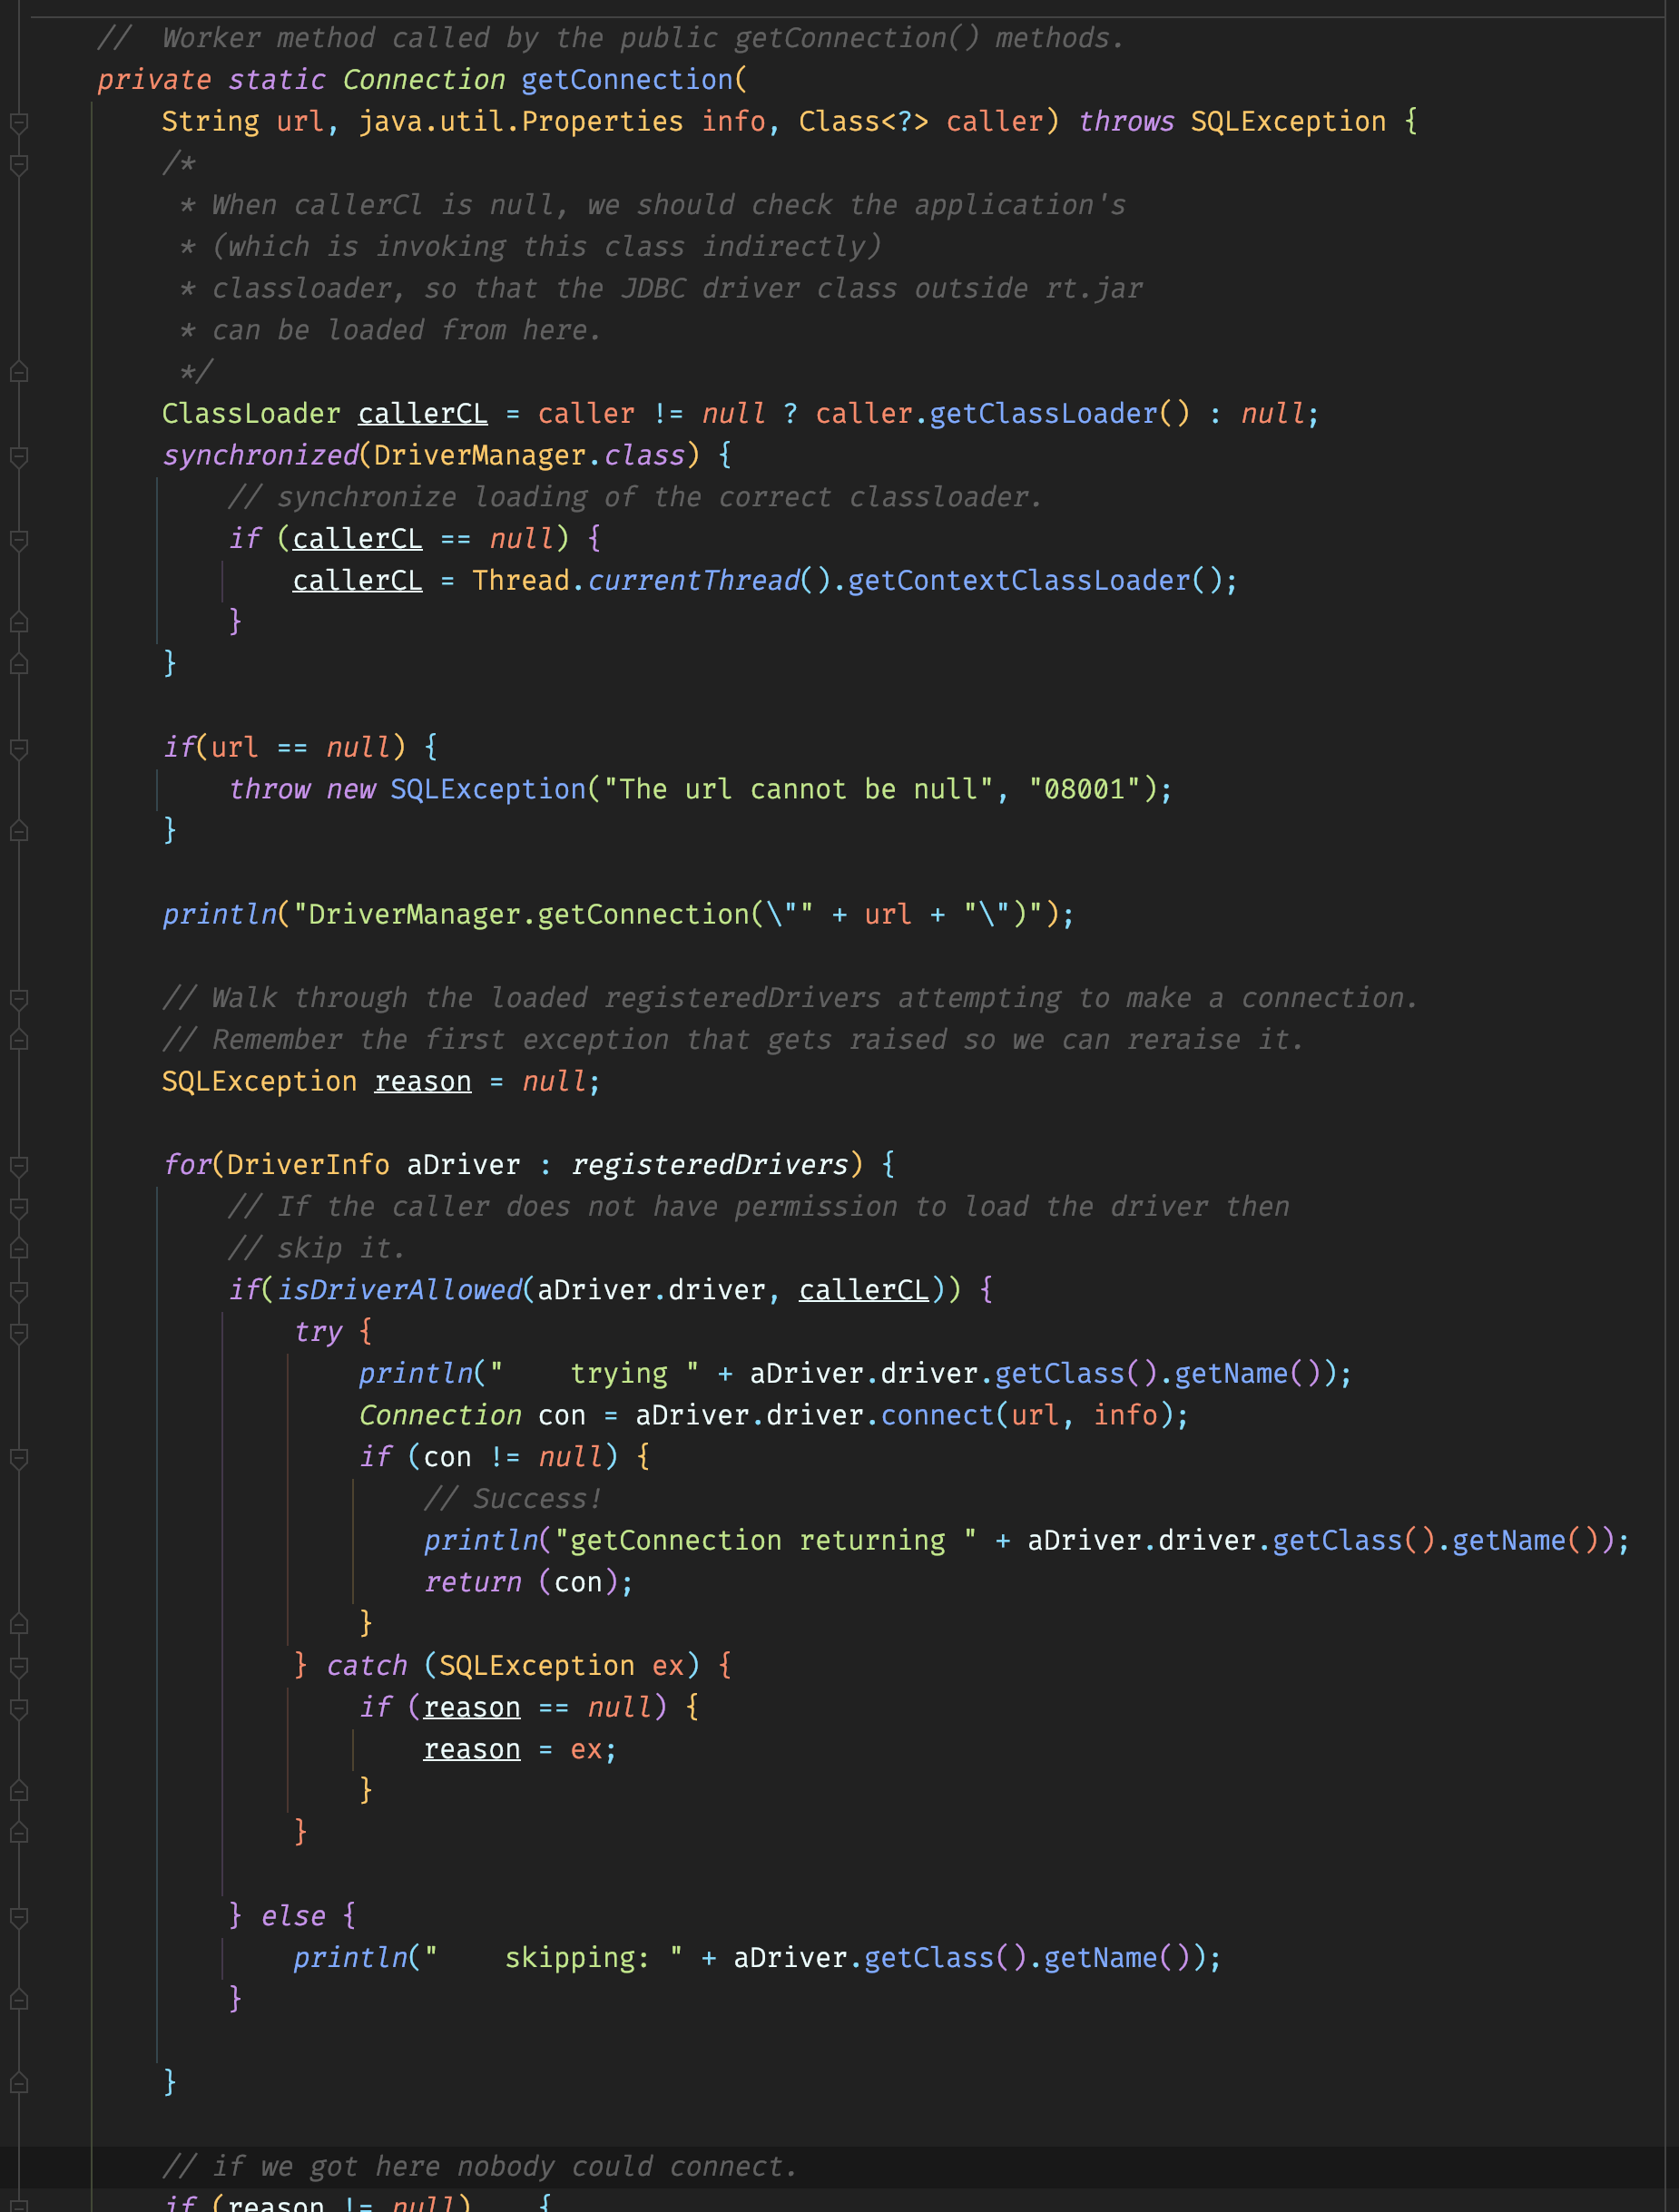 //  Worker method called by the public getConnection() methods.
private static Connection getConnection(
    String url, java.util.Properties info, Class<?> caller) throws SQLException {
    /*
     * When callerCl is null, we should check the application's
     * (which is invoking this class indirectly)
     * classloader, so that the JDBC driver class outside rt.jar
     * can be loaded from here.
     */
    ClassLoader callerCL = caller != null ? caller.getClassLoader() : null;
    synchronized(DriverManager.class) {
        // synchronize loading of the correct classloader.
        if (callerCL == null) {
            callerCL = Thread.currentThread().getContextClassLoader();
        }
    }

    if(url == null) {
        throw new SQLException("The url cannot be null", "08001");
    }

    println("DriverManager.getConnection(\"" + url + "\")");

    // Walk through the loaded registeredDrivers attempting to make a connection.
    // Remember the first exception that gets raised so we can reraise it.
    SQLException reason = null;

    for(DriverInfo aDriver : registeredDrivers) {
        // If the caller does not have permission to load the driver then
        // skip it.
        if(isDriverAllowed(aDriver.driver, callerCL)) {
            try {
                println("    trying " + aDriver.driver.getClass().getName());
                Connection con = aDriver.driver.connect(url, info);
                if (con != null) {
                    // Success!
                    println("getConnection returning " + aDriver.driver.getClass().getName());
                    return (con);
                }
            } catch (SQLException ex) {
                if (reason == null) {
                    reason = ex;
                }
            }

        } else {
            println("    skipping: " + aDriver.getClass().getName());
        }

    }

    // if we got here nobody could connect.
    if (reason != null)    {